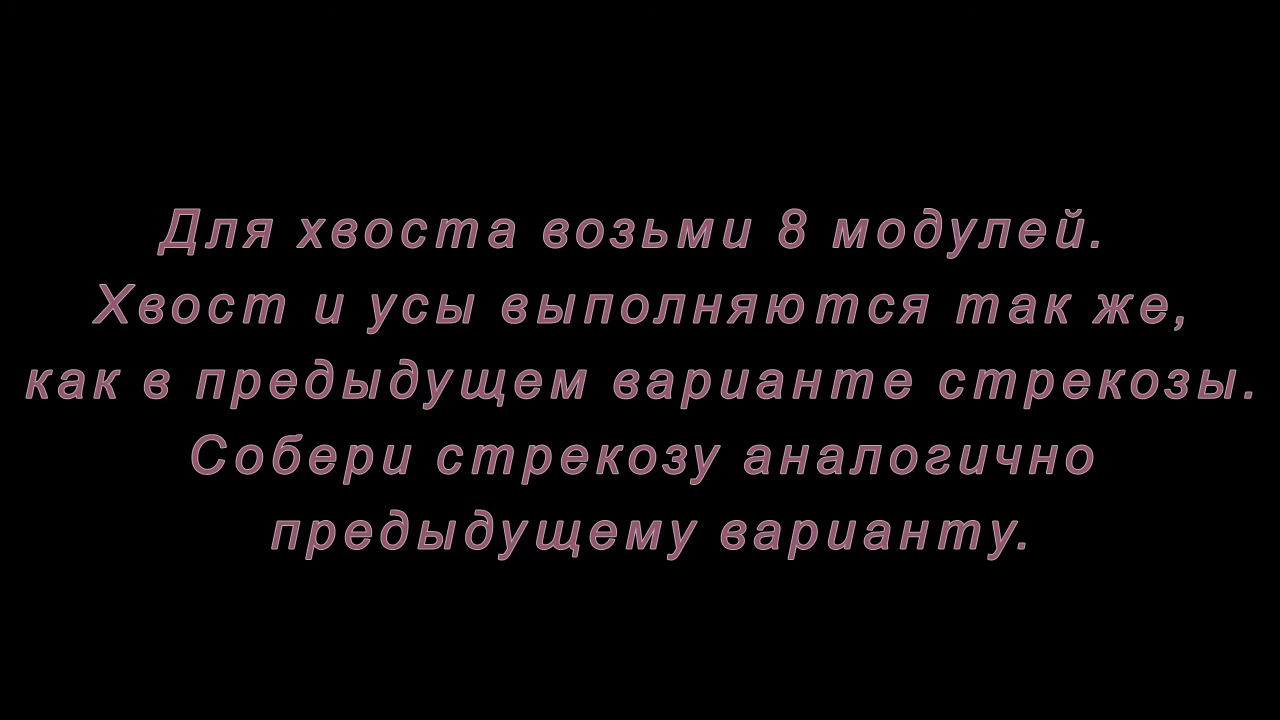 Для хвоста возьми 8 модулей.
Хвост и усы выполняются так же,
как в предыдущем варианте стрекозы.
Собери стрекозу аналогично
предыдущему варианту.